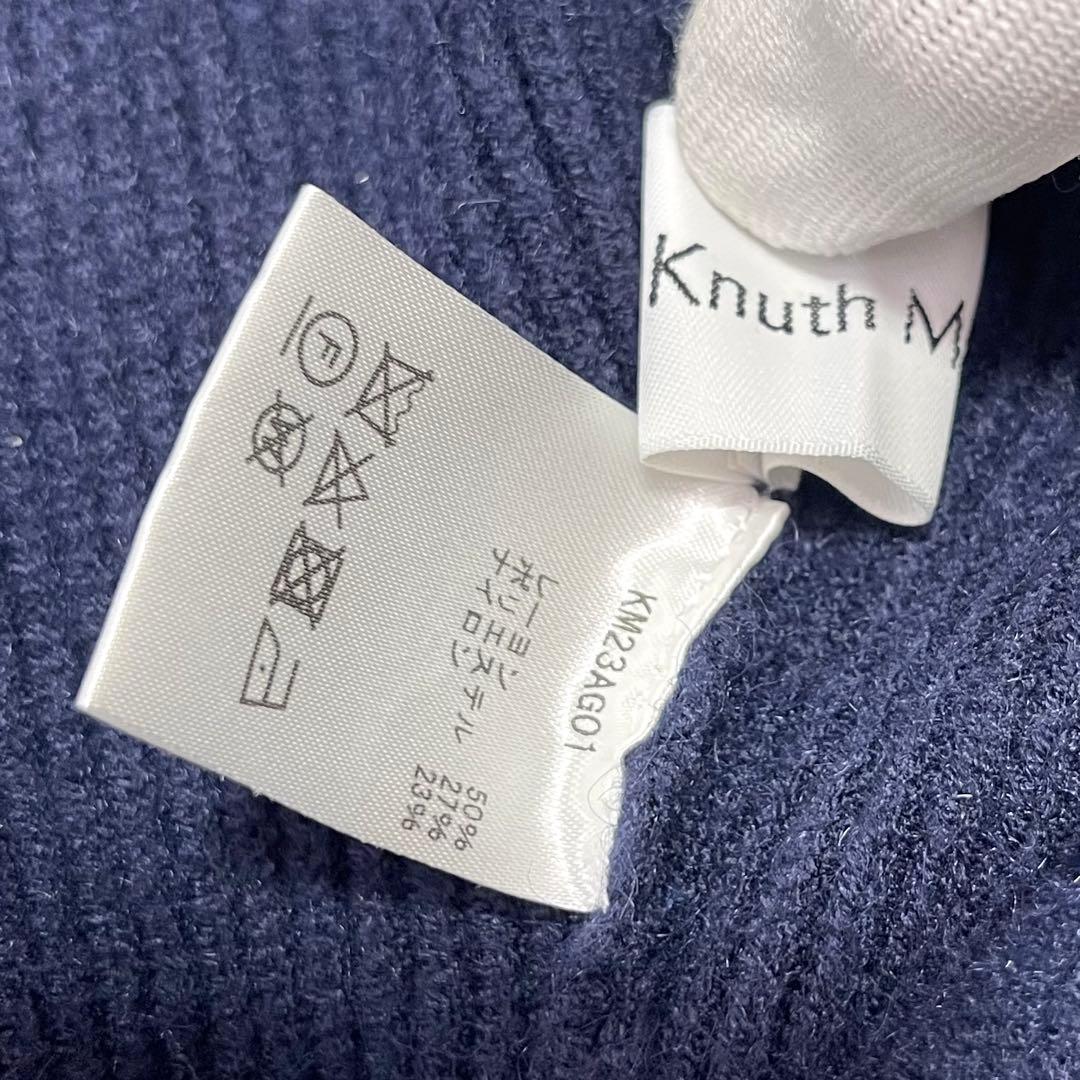 Knuth M
KM23AG01
レーヨン 50%
ポリエステル 27%
ナイロン 23%
F
W